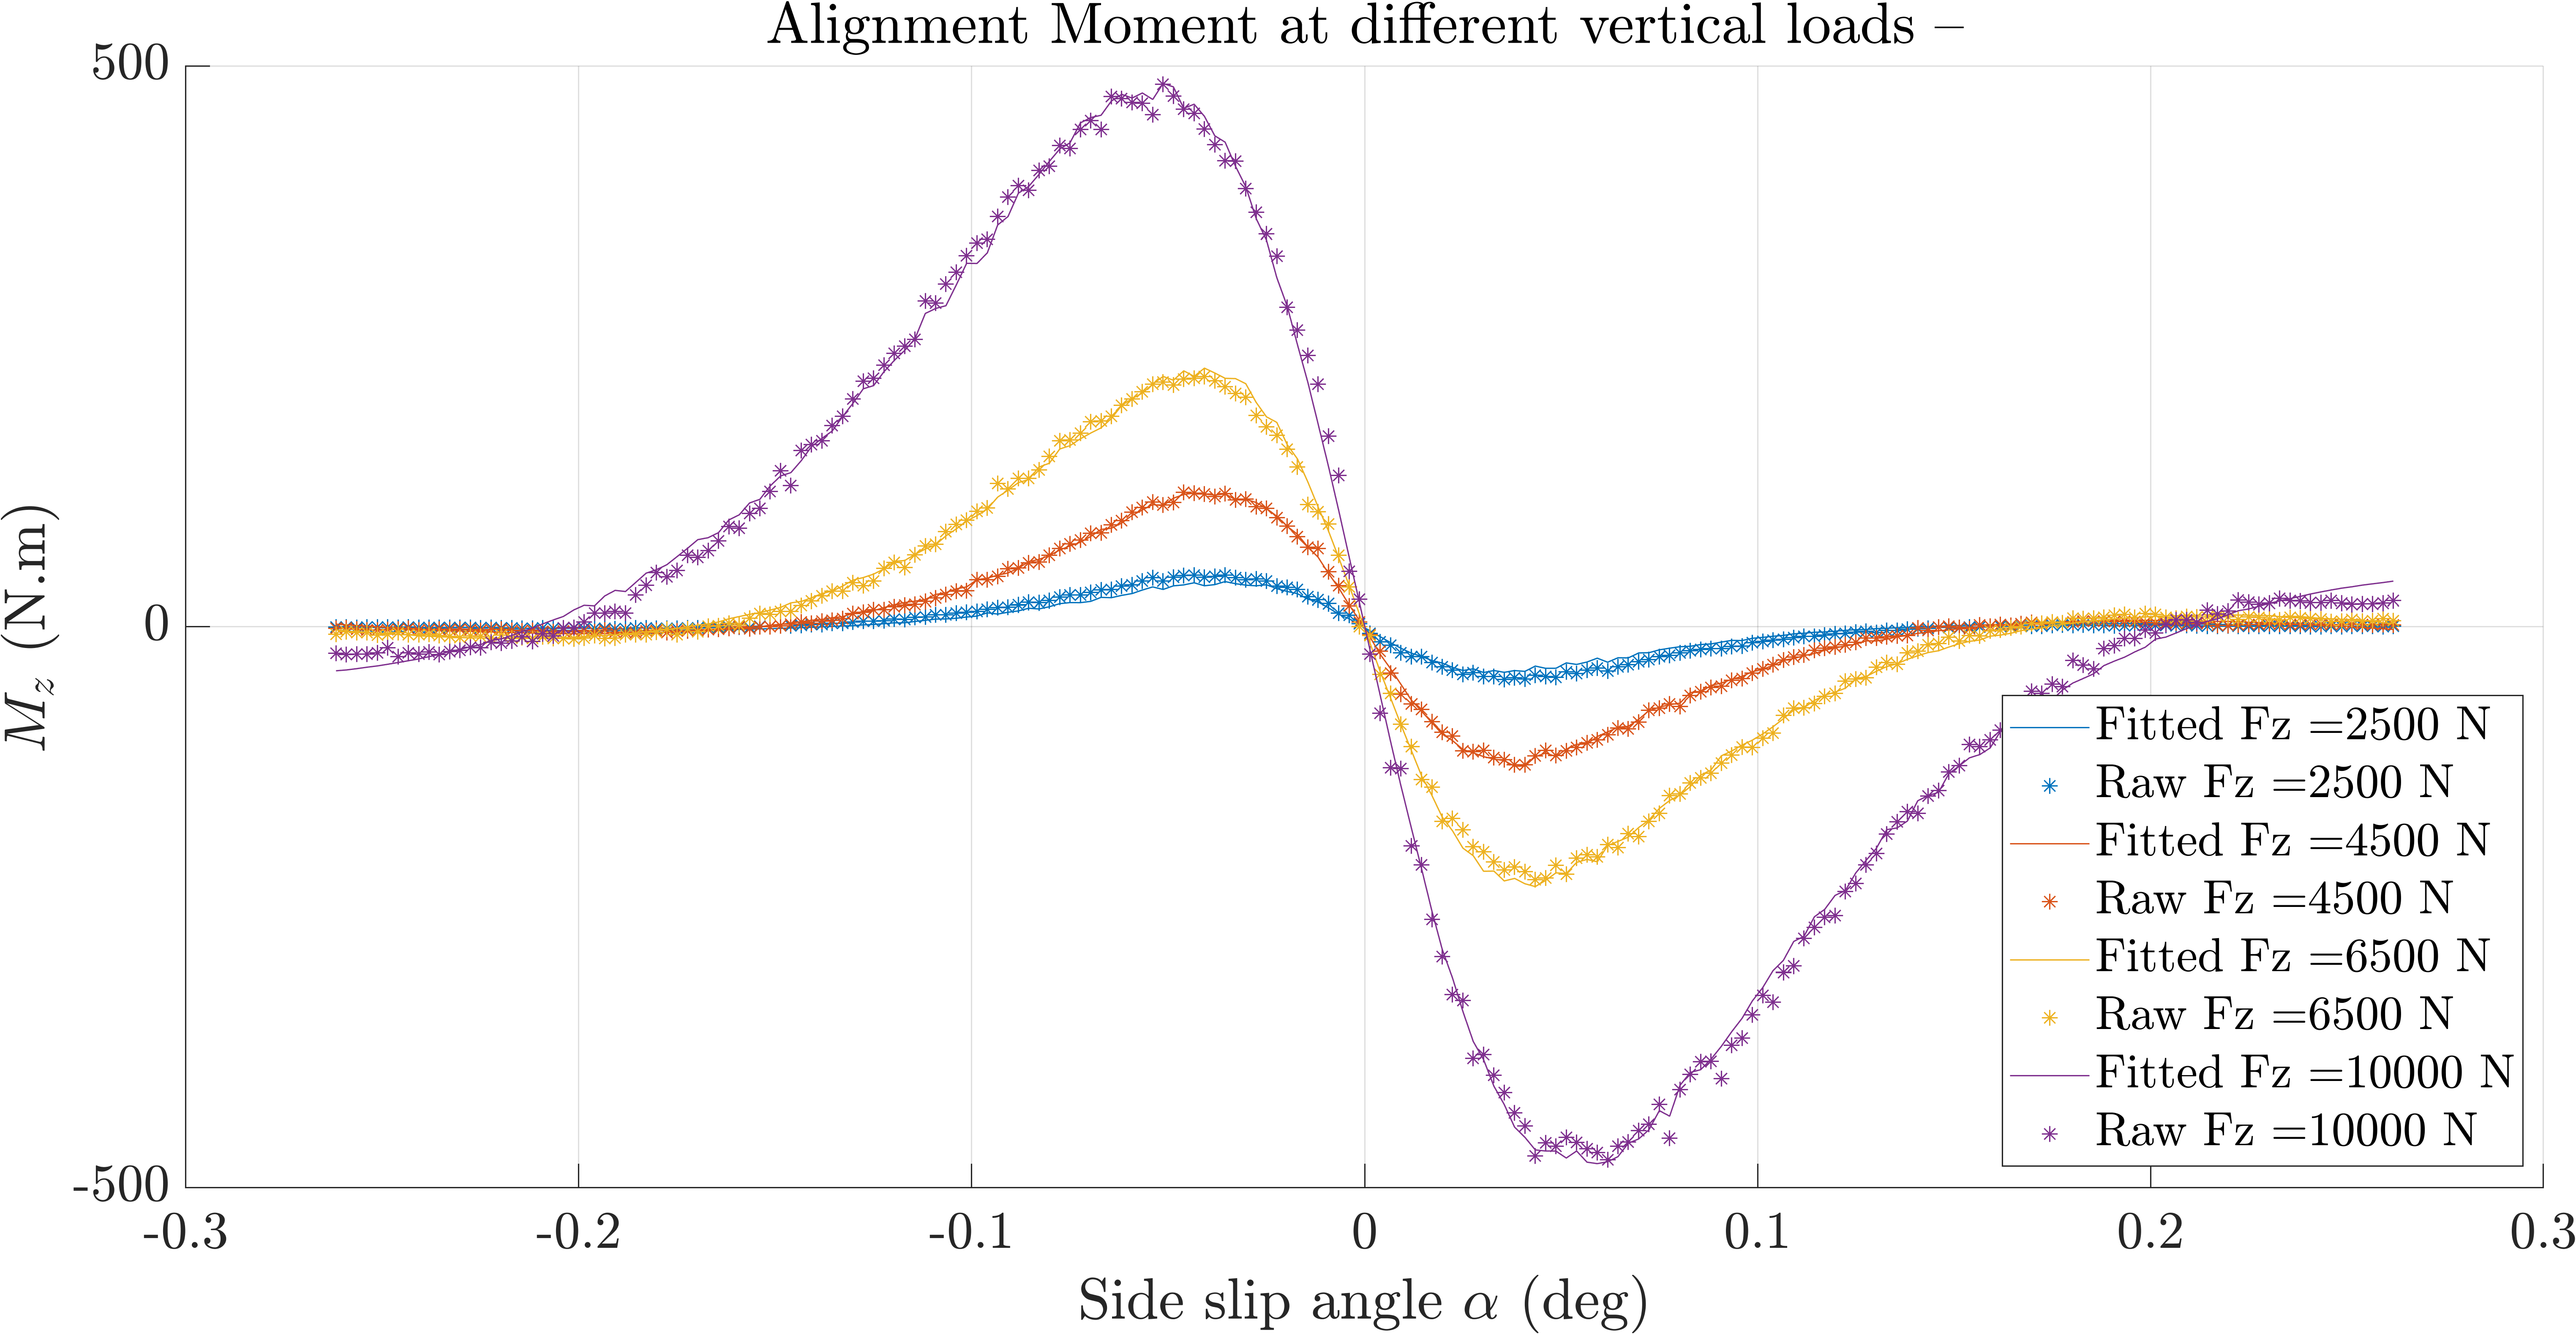 Alignment Moment at different vertical loads –
500
0
-500
M_z (N.m)
-0.3 -0.2 -0.1 0 0.1 0.2 0.3
Side slip angle α (deg)
Fitted Fz =2500 N
Raw Fz =2500 N
Fitted Fz =4500 N
Raw Fz =4500 N
Fitted Fz =6500 N
Raw Fz =6500 N
Fitted Fz =10000 N
Raw Fz =10000 N